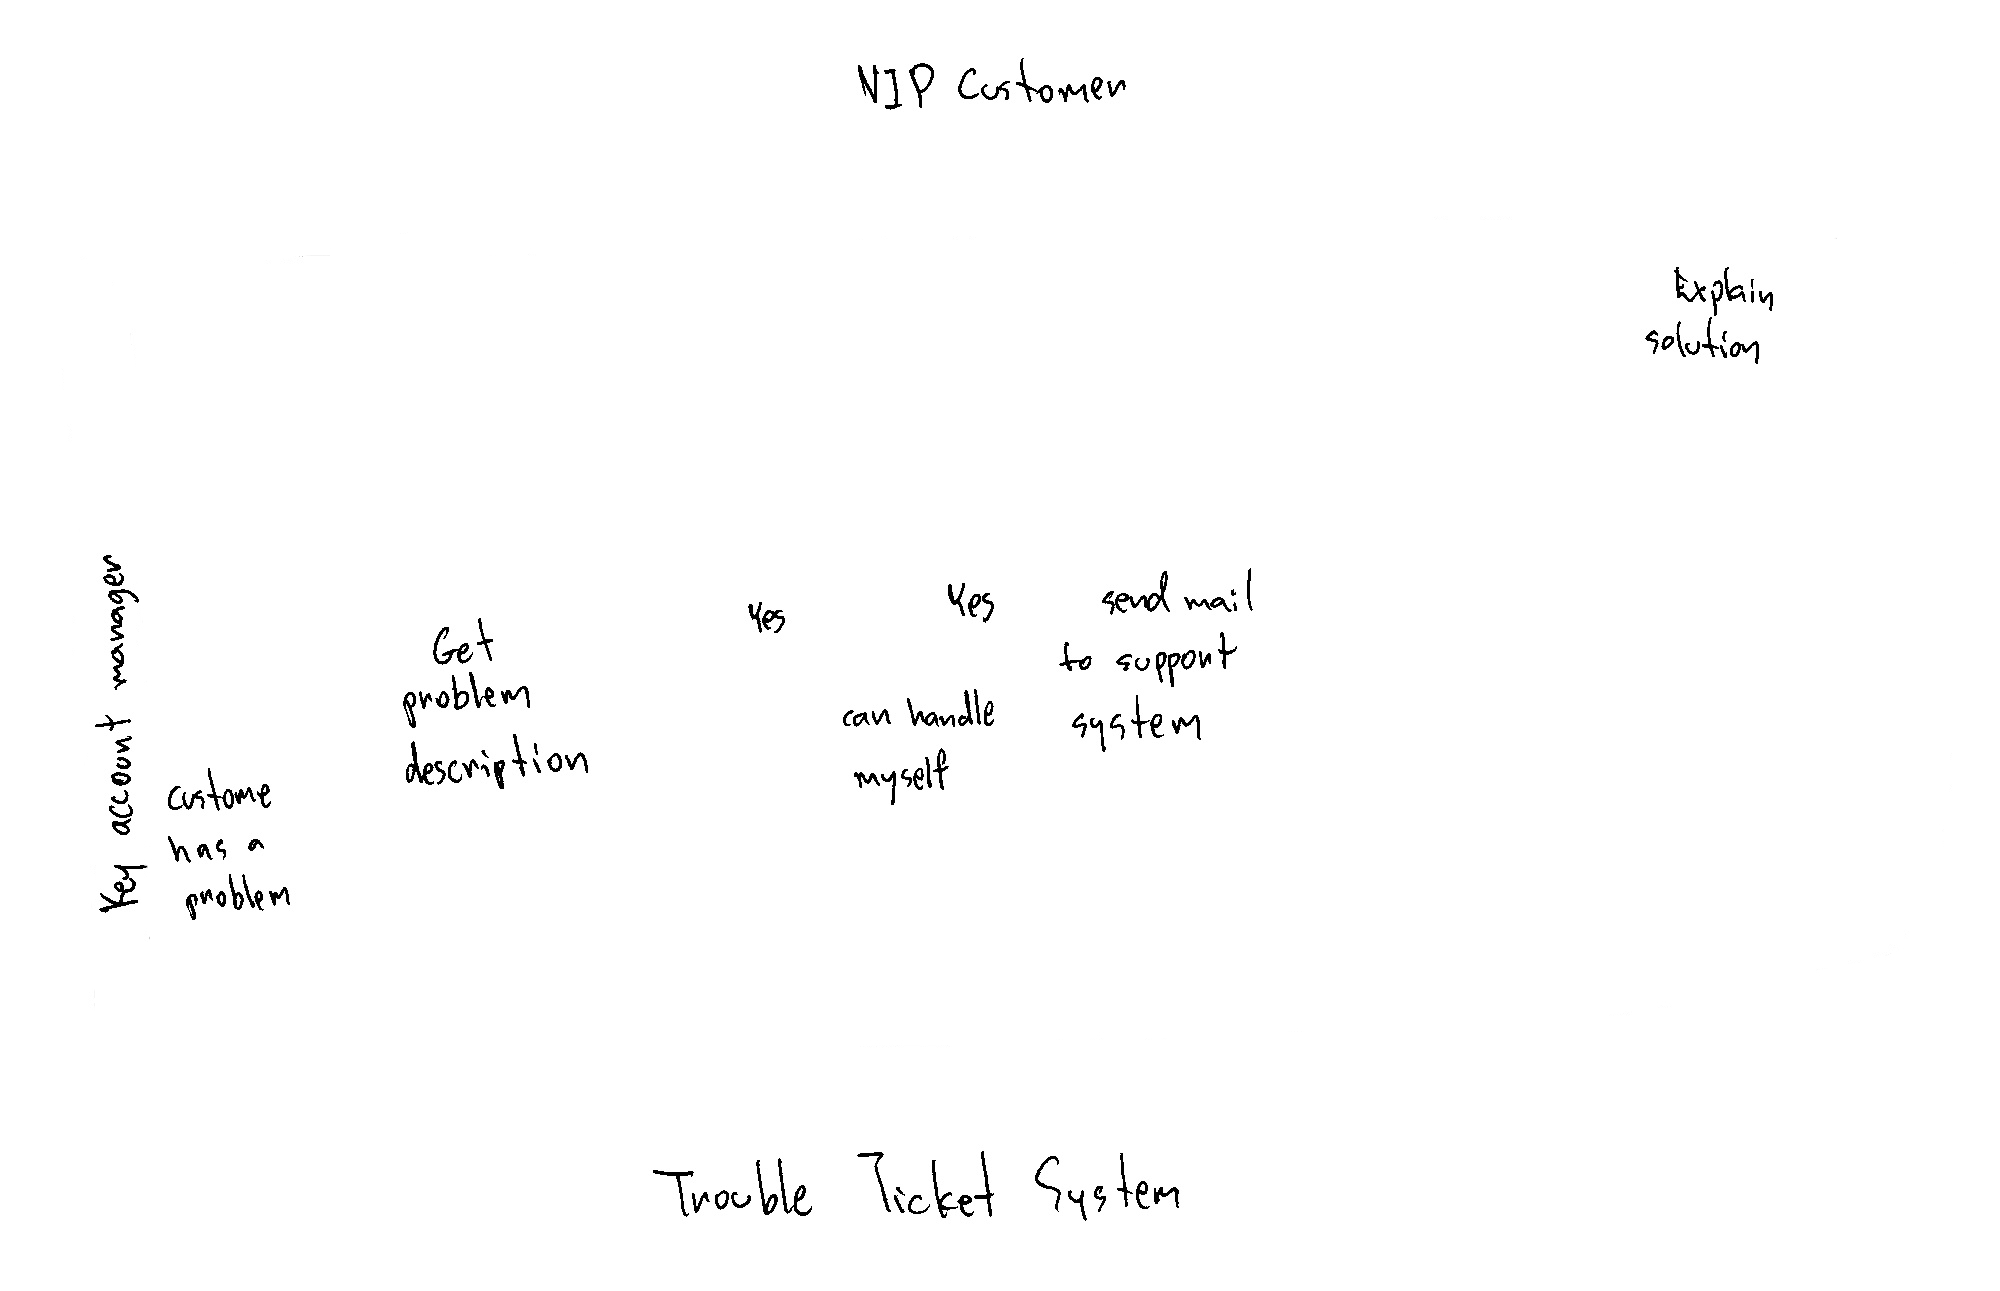 VIP Customer
Explain
solution
Key account manager
custome
has a
problem
Get
problem
description
Yes
can handle
myself
Yes
send mail
to support
system
Trouble Ticket System